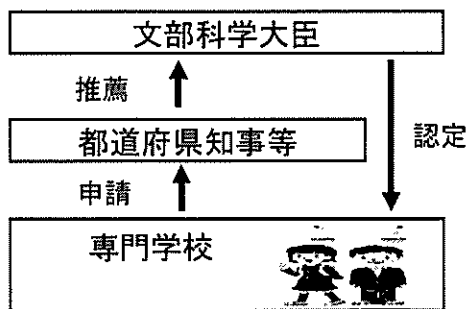 文部科学大臣
推薦
都道府県知事等
認定
申請
専門学校